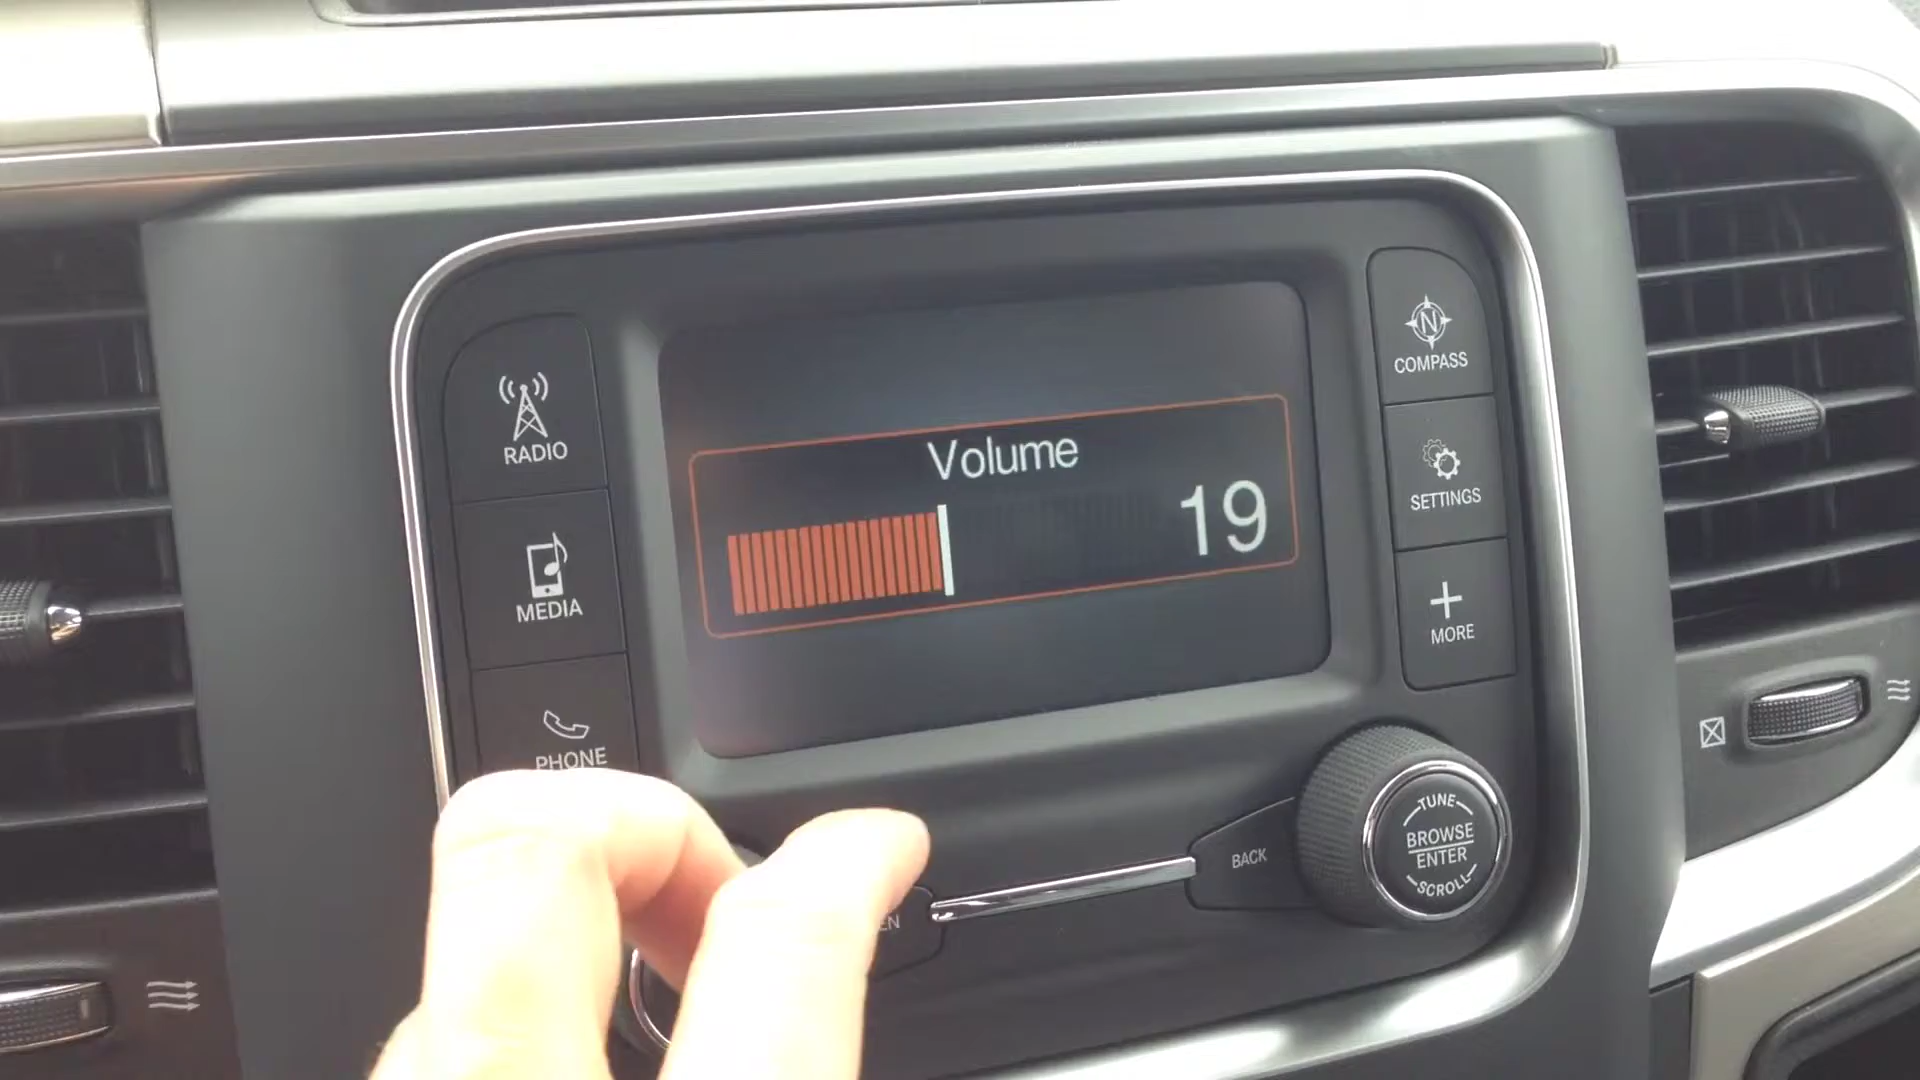 RADIO
MEDIA
PHONE
Volume
19
N
COMPASS
SETTINGS
MORE
BACK
TUNE
BROWSE
ENTER
SCROLL